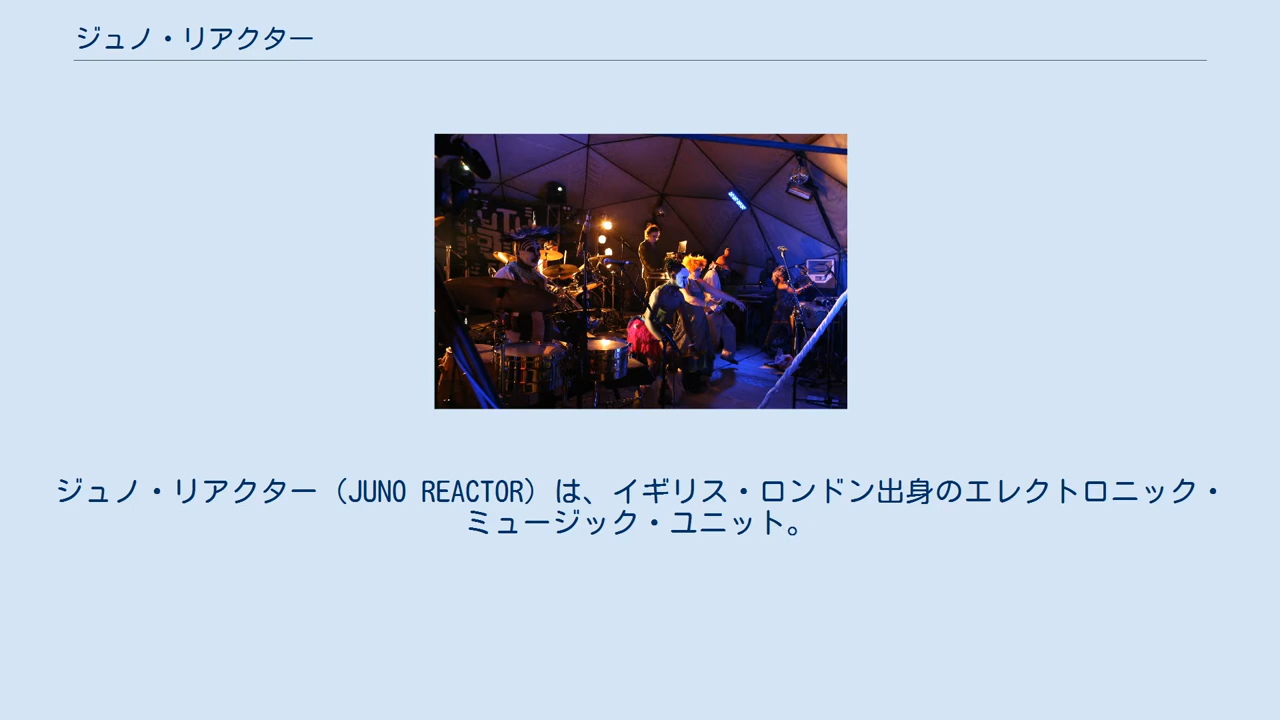 ジュノ・リアクター
ジュノ・リアクター（JUNO REACTOR）は、イギリス・ロンドン出身のエレクトロニック・
ミュージック・ユニット。